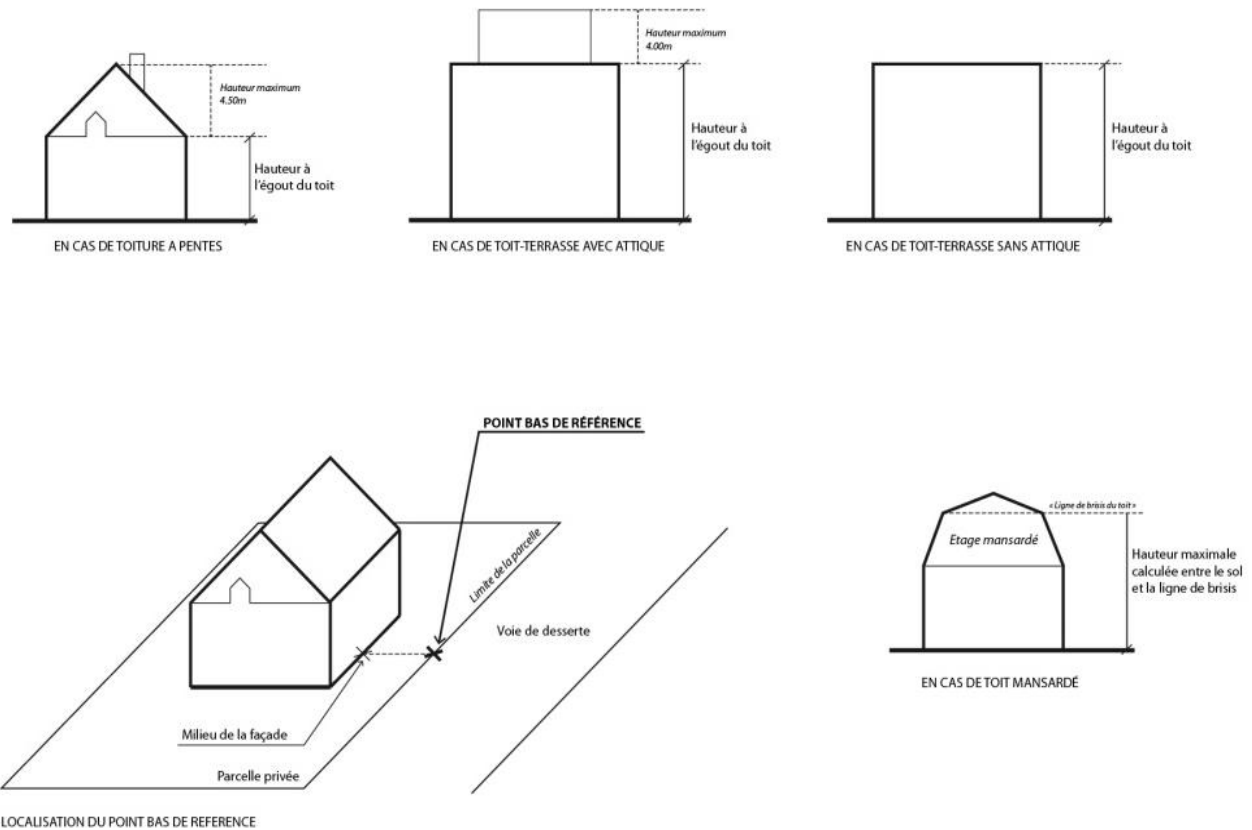 Hauteur maximum
4.50m
Hauteur à
l'égout du toit
EN CAS DE TOITURE A PENTES
Hauteur maximum
4.00m
Hauteur à
l'égout du toit
EN CAS DE TOIT-TERRASSE AVEC ATTIQUE
Hauteur à
l'égout du toit
EN CAS DE TOIT-TERRASSE SANS ATTIQUE
POINT BAS DE RÉFÉRENCE
Limite de la parcelle
Voie de desserte
Milieu de la façade
Parcelle privée
LOCALISATION DU POINT BAS DE REFERENCE
« Ligne de brisis du toit »
Etage mansardé
Hauteur maximale
calculée entre le sol
et la ligne de brisis
EN CAS DE TOIT MANSARDÉ